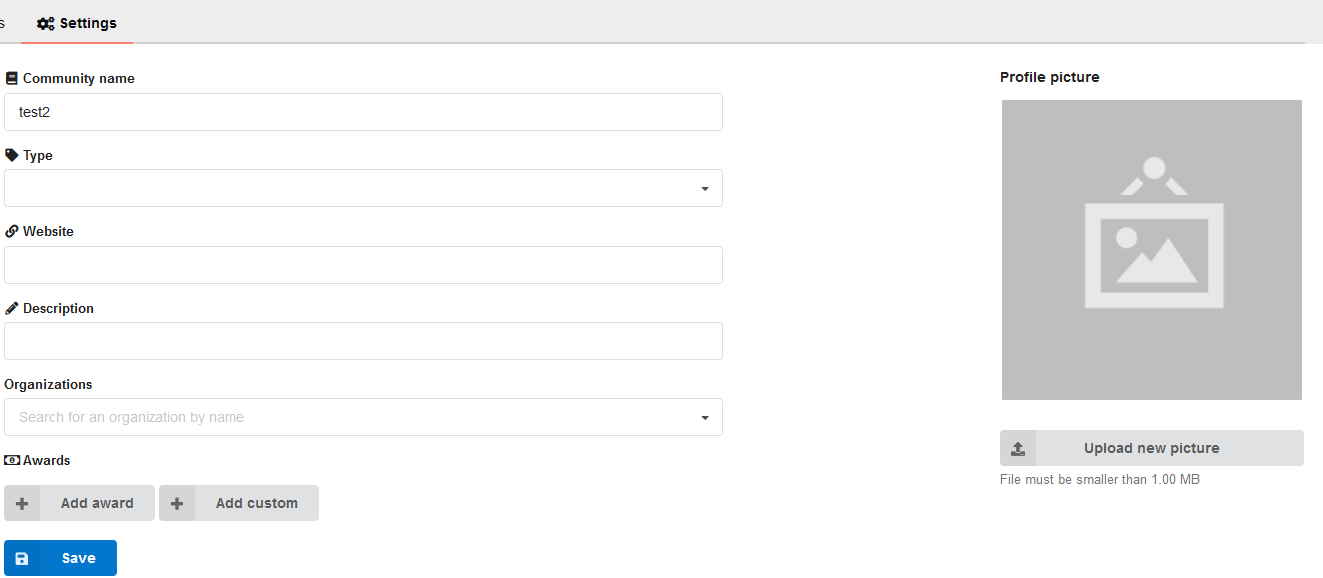 s Settings
Community name
test2
Type
Website
Description
Organizations
Search for an organization by name
Awards
Add award Add custom
Save
Profile picture
Upload new picture
File must be smaller than 1.00 MB